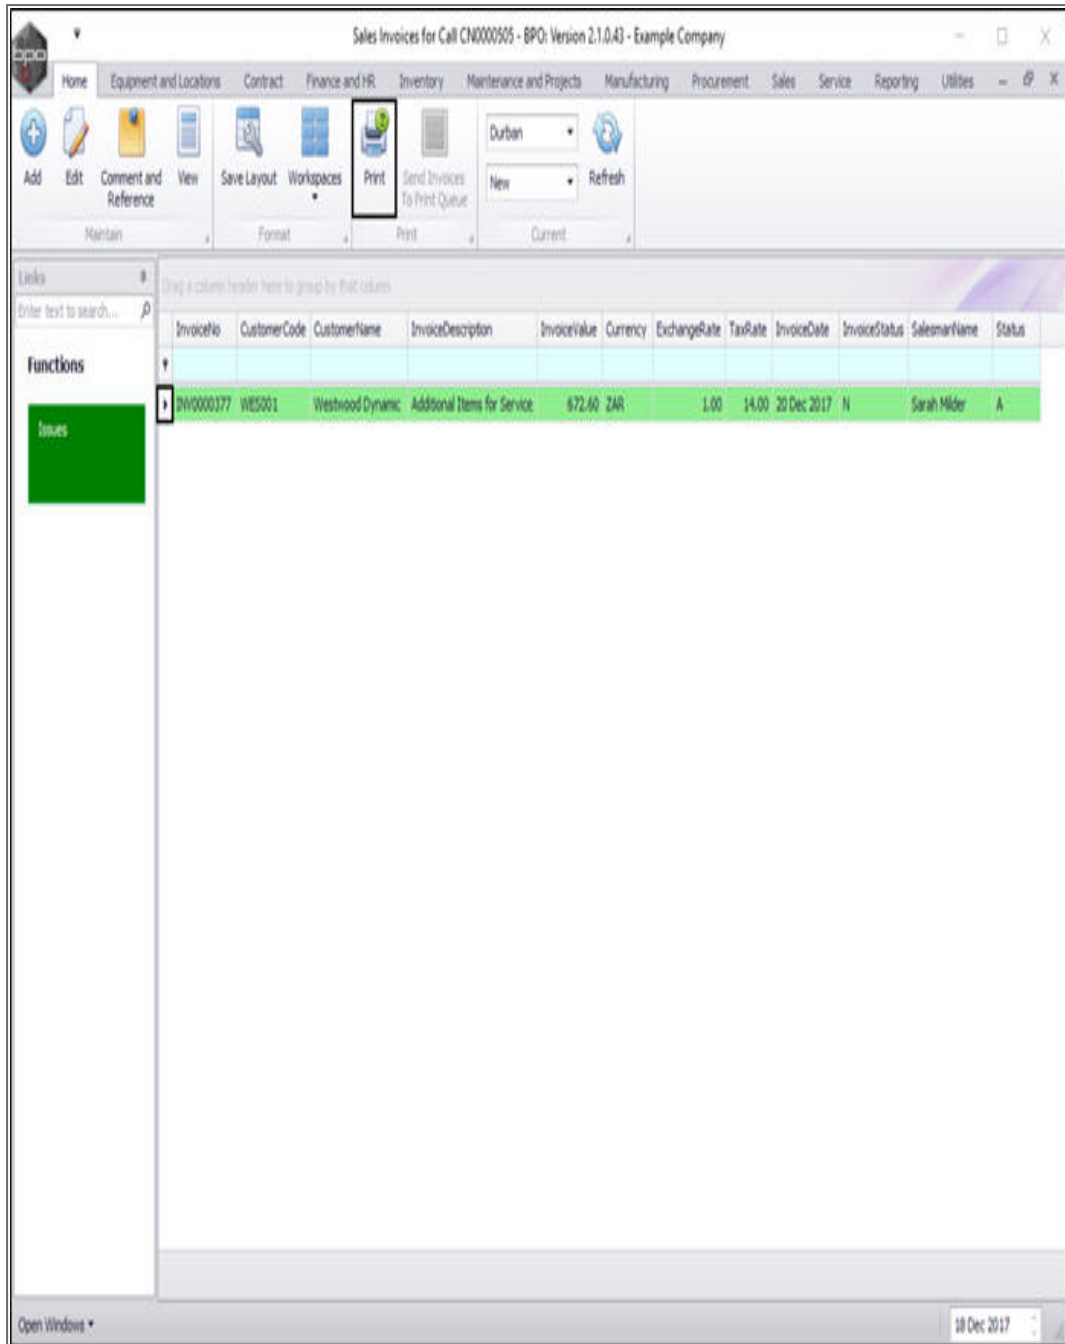 Sales Invoices for Call CN0000505 - BPO: Version 2.1.0.43 - Example Company
bpo
Home Equipment and Locations Contract Finance and HR Inventory Maintenance and Projects Manufacturing Procurement Sales Service Reporting Utilities
Add Edit Comment and Reference View Save Layout Workspaces Print Send Invoices To Print Queue Durban New Refresh
Maintain Format Print Current
Links
Enter text to search...
Drag a column header here to group by that column
InvoiceNo CustomerCode CustomerName InvoiceDescription InvoiceValue Currency ExchangeRate TaxRate InvoiceDate InvoiceStatus SalesmanName Status
Functions
INV0000377 WES001 Westwood Dynamic Additional Items for Service 672.60 ZAR 1.00 14.00 20 Dec 2017 N Sarah Milder A
Issues
Open Windows
18 Dec 2017